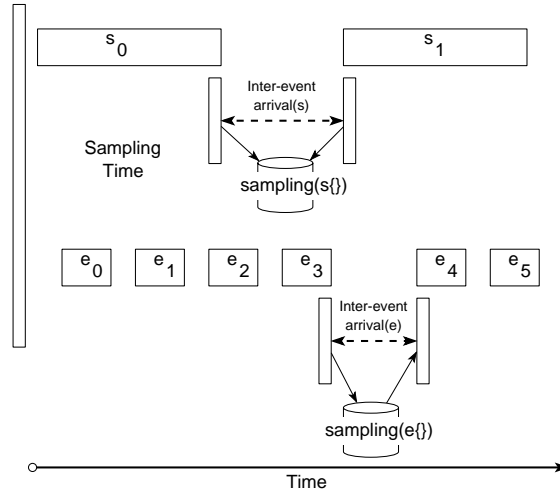 s0
s1
Inter-event
arrival(s)
Sampling
Time
sampling(s{})
e0
e1
e2
e3
e4
e5
Inter-event
arrival(e)
sampling(e{})
Time